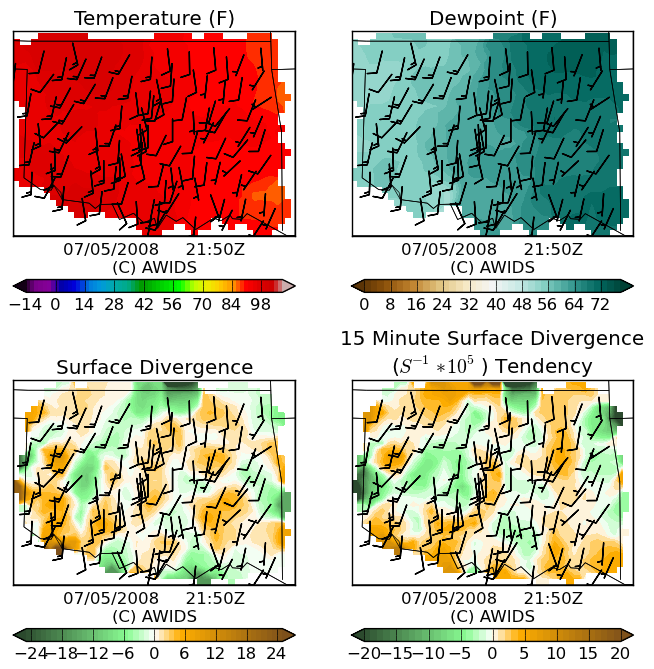 Temperature (F)
07/05/2008 21:50Z
(C) AWIDS
−14 0 14 28 42 56 70 84 98
Dewpoint (F)
07/05/2008 21:50Z
(C) AWIDS
0 8 16 24 32 40 48 56 64 72
Surface Divergence
07/05/2008 21:50Z
(C) AWIDS
−24 −18 −12 −6 0 6 12 18 24
15 Minute Surface Divergence
(S⁻¹ *10⁵ ) Tendency
07/05/2008 21:50Z
(C) AWIDS
−20 −15 −10 −5 0 5 10 15 20